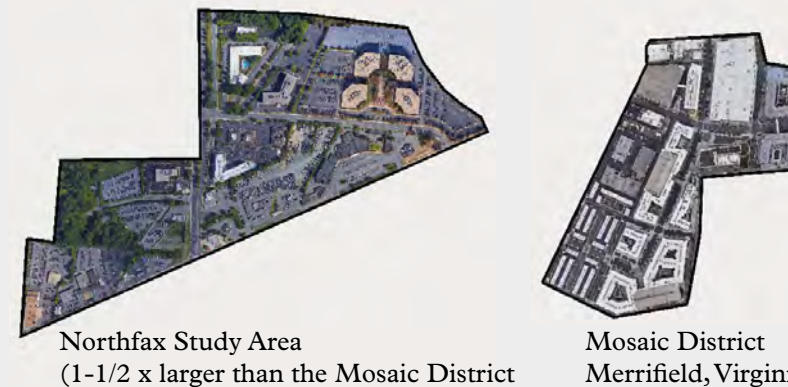 Northfax Study Area
(1-1/2 x larger than the Mosaic District
Mosaic District
Merrifield, Virgini